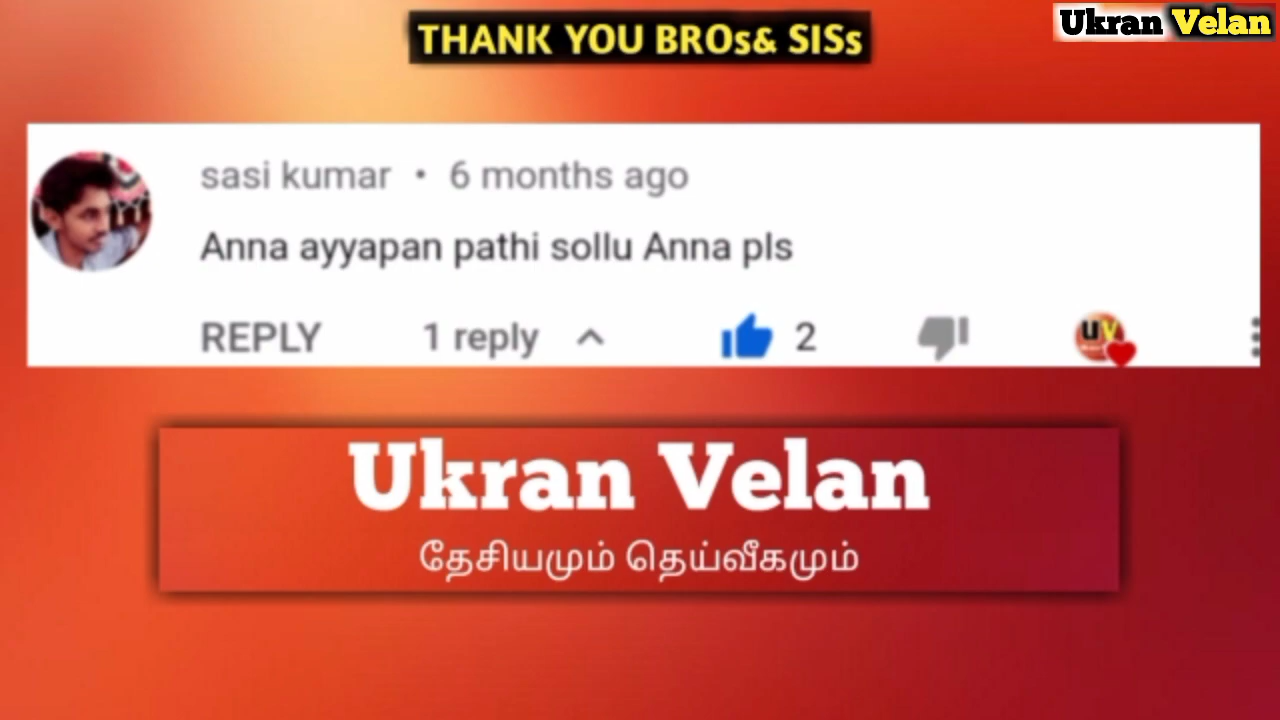 THANK YOU BROs& SISs
Ukran Velan
sasi kumar • 6 months ago
Anna ayyapan pathi sollu Anna pls
REPLY 1 reply 2
UV
Ukran Velan
தேசியமும் தெய்வீகமும்